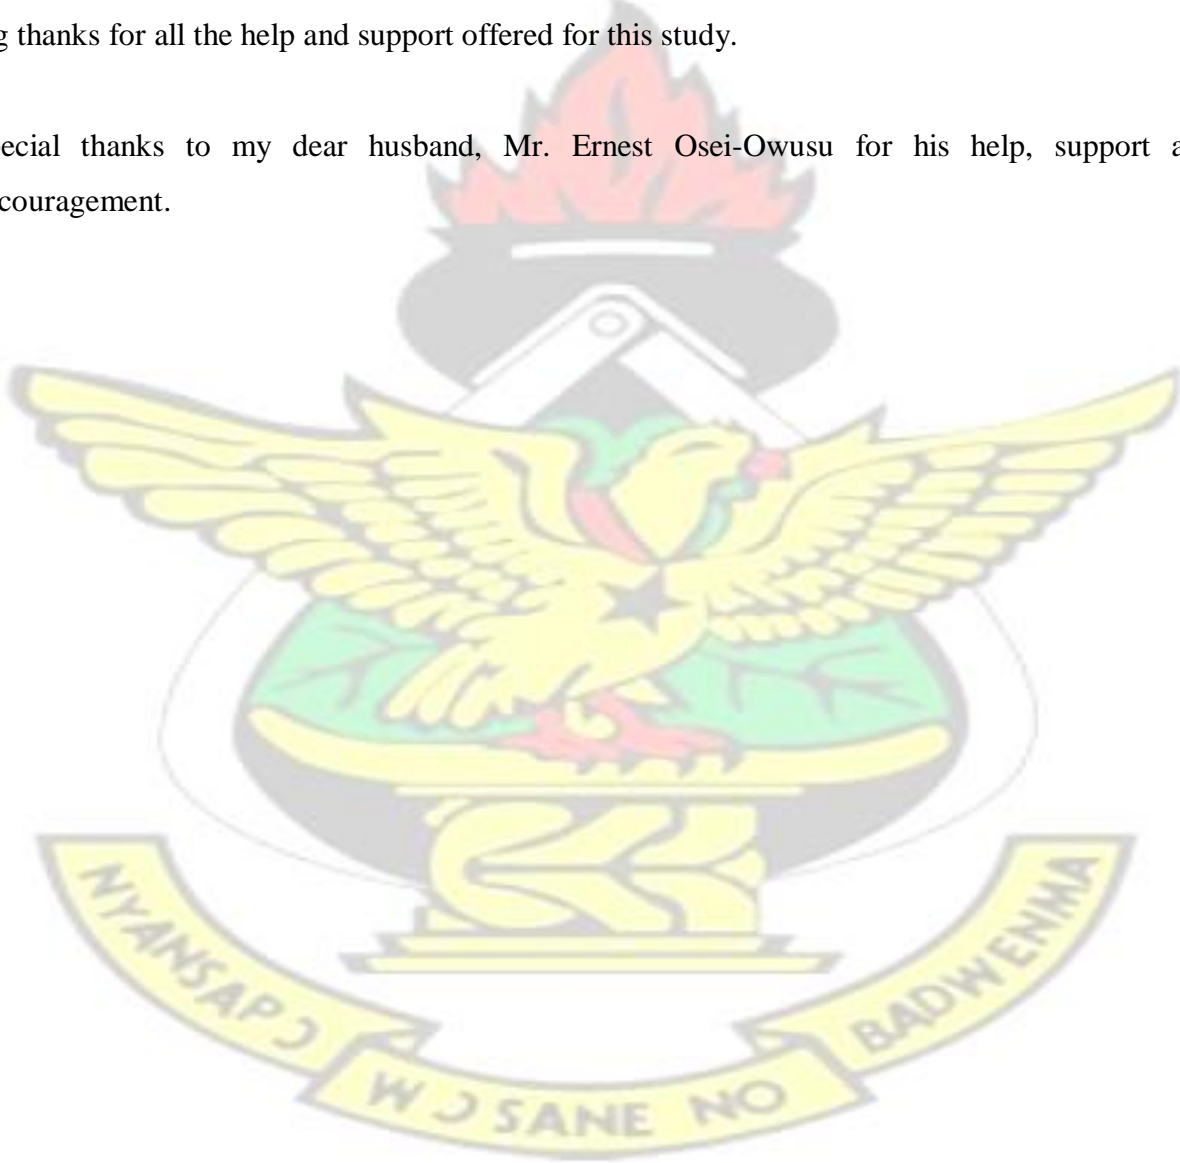 g thanks for all the help and support offered for this study.
ecial thanks to my dear husband, Mr. Ernest Osei-Owusu for his help, support a
couragement.
NYANSAPƆ
WƆSANE NO
BADWENMA